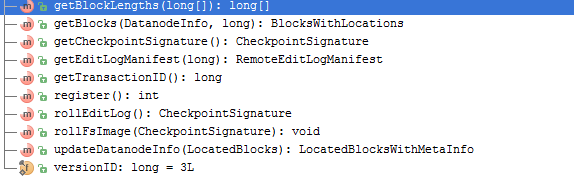 getBlockLengths(long[]): long[]
getBlocks(DatanodeInfo, long): BlocksWithLocations
getCheckpointSignature(): CheckpointSignature
getEditLogManifest(long): RemoteEditLogManifest
getTransactionID(): long
register(): int
rollEditLog(): CheckpointSignature
rollFsImage(CheckpointSignature): void
updateDatanodeInfo(LocatedBlocks): LocatedBlocksWithMetaInfo
versionID: long = 3L